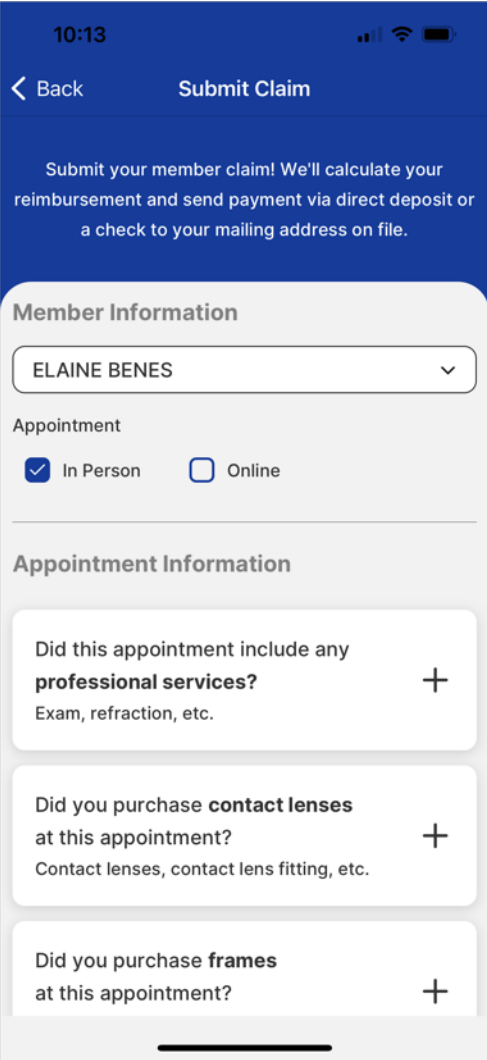 10:13
Back
Submit Claim
Submit your member claim! We'll calculate your
reimbursement and send payment via direct deposit or
a check to your mailing address on file.
Member Information
ELAINE BENES
Appointment
In Person
Online
Appointment Information
Did this appointment include any
professional services?
Exam, refraction, etc.
Did you purchase contact lenses
at this appointment?
Contact lenses, contact lens fitting, etc.
Did you purchase frames
at this appointment?